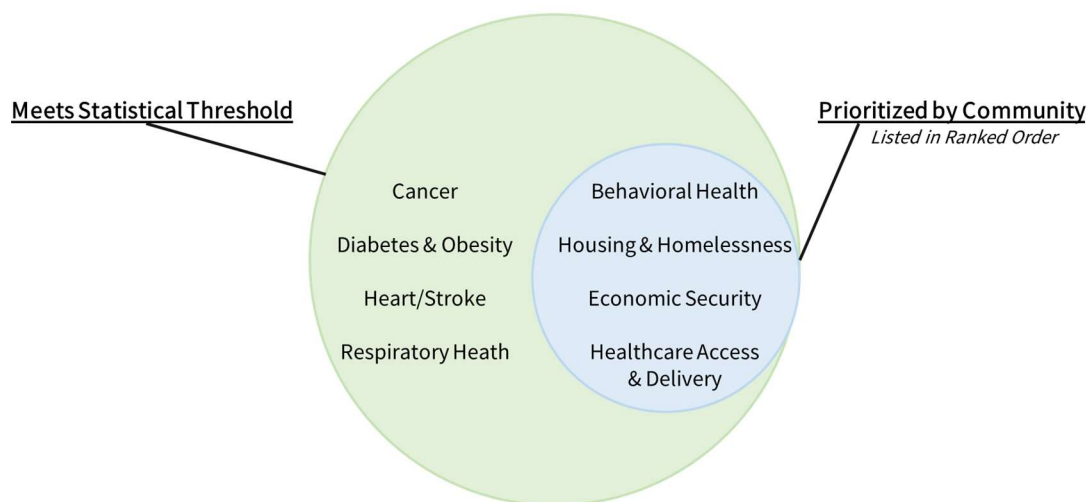 Meets Statistical Threshold
Prioritized by Community
Listed in Ranked Order
Cancer
Diabetes & Obesity
Heart/Stroke
Respiratory Heath
Behavioral Health
Housing & Homelessness
Economic Security
Healthcare Access
& Delivery